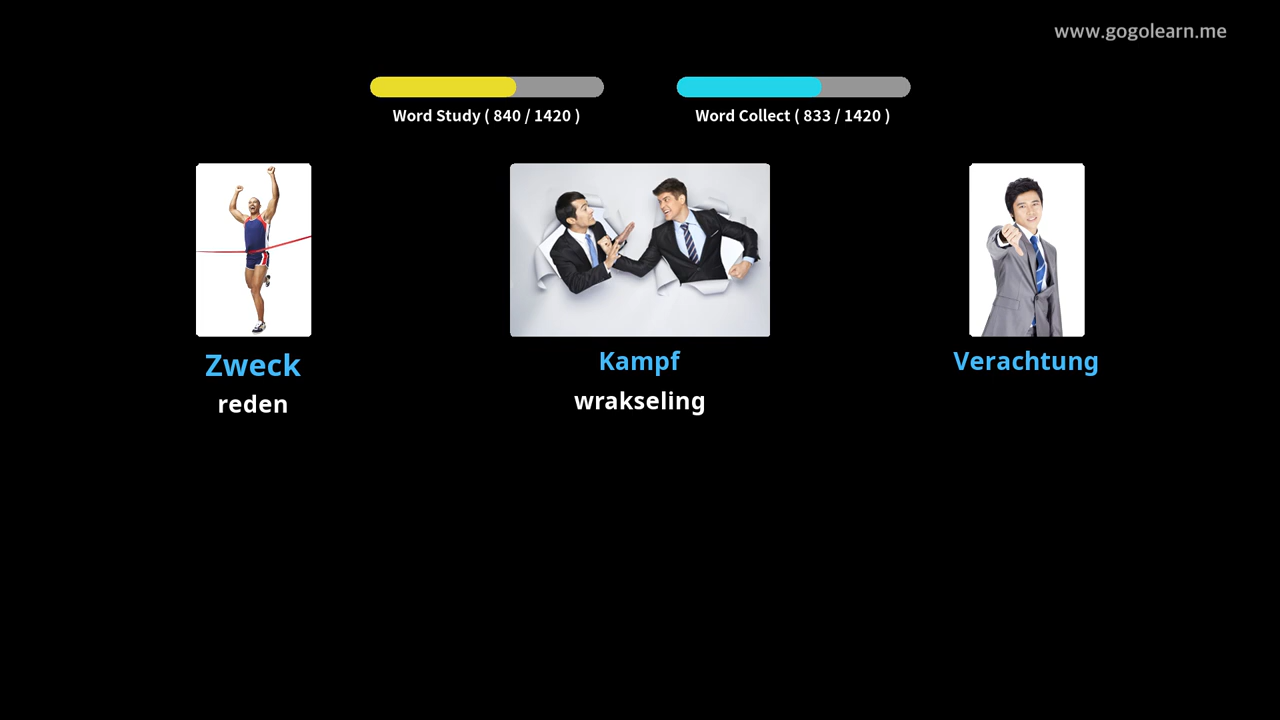 www.gogolearn.me
Word Study ( 840 / 1420 )
Word Collect ( 833 / 1420 )
Zweck
reden
Kampf
wrakseling
Verachtung